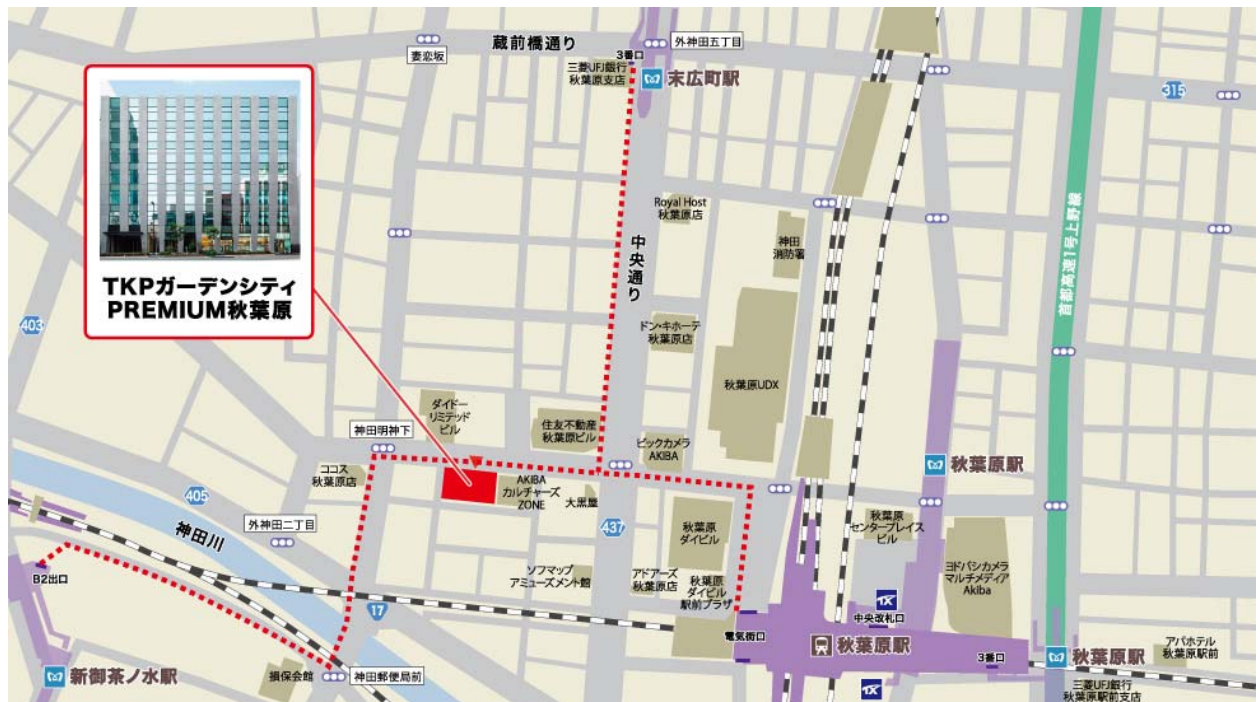 蔵前橋通り
外神田五丁目
妻恋坂
3番口
三菱UFJ銀行
秋葉原支店
末広町駅
315
TKPガーデンシティ
PREMIUM秋葉原
Royal Host
秋葉原店
中央通り
神田
消防署
首都高速1号上野線
403
ドン・キホーテ
秋葉原店
秋葉原UDX
ダイドー
リミテッド
ビル
住友不動産
秋葉原ビル
神田明神下
ビックカメラ
AKIBA
秋葉原駅
ココス
秋葉原店
AKIBA
カルチャーズ
ZONE
大黒屋
405
神田川
外神田二丁目
437
秋葉原
ダイビル
秋葉原
センタープレイス
ビル
ヨドバシカメラ
マルチメディア
Akiba
B2出口
ソフマップ
アミューズメント館
アドアーズ
秋葉原店
秋葉原
ダイビル
駅前プラザ
17
TX
中央改札口
電気街口
秋葉原駅
3番口
秋葉原駅
アパホテル
秋葉原駅前
新御茶ノ水駅
損保会館
神田郵便局前
TX
三菱UFJ銀行
秋葉原駅前支店